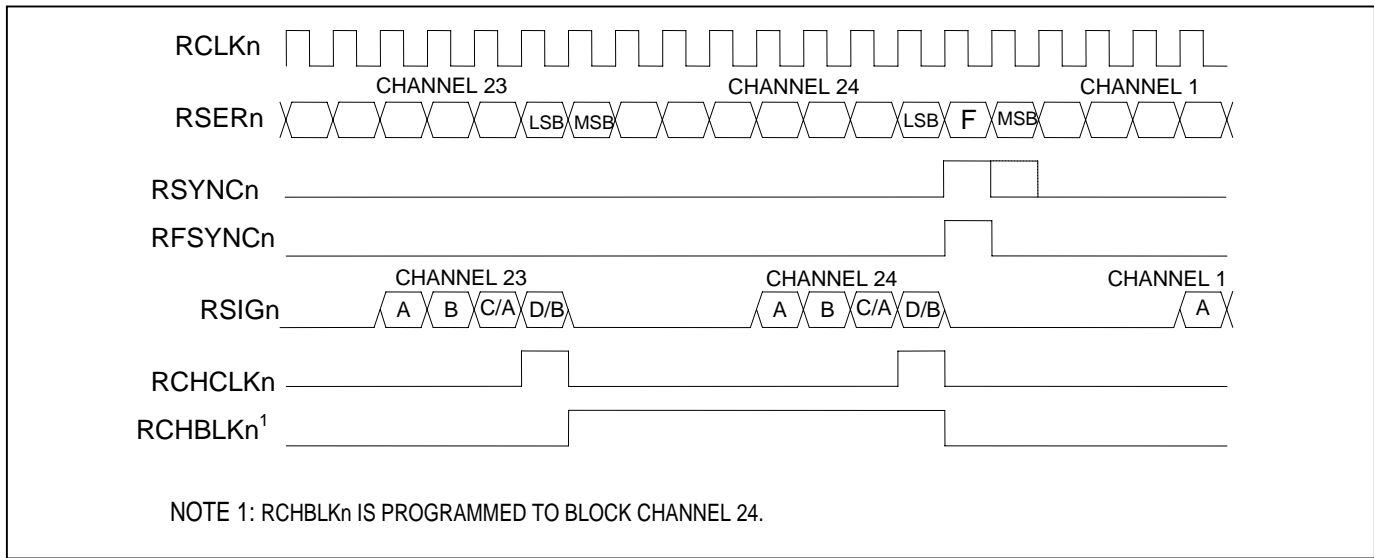 RCLKn
CHANNEL 23 CHANNEL 24 CHANNEL 1
RSERn LSB MSB LSB F MSB
RSYNCn
RFSYNCn
CHANNEL 23 CHANNEL 24 CHANNEL 1
RSIGn A B C/A D/B A B C/A D/B A
RCHCLKn
RCHBLKn¹
NOTE 1: RCHBLKn IS PROGRAMMED TO BLOCK CHANNEL 24.